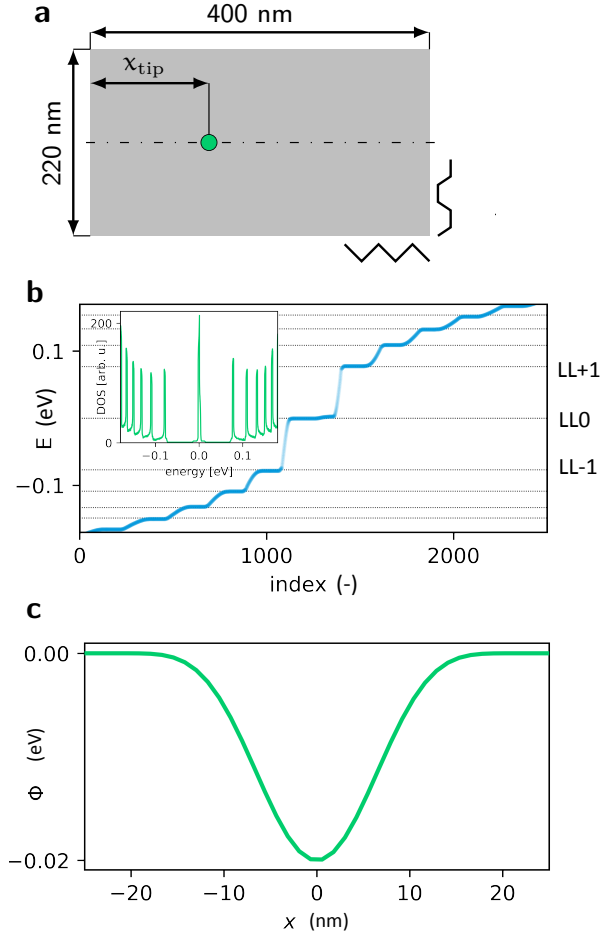 a
400 nm
x_tip
220 nm
b
E (eV)
0.1
−0.1
200
0
DOS [arb. u.]
−0.1
0.0
0.1
energy [eV]
LL+1
LL0
LL-1
0
1000
2000
index (-)
c
Φ (eV)
0.00
−0.02
−20
−10
0
10
20
x (nm)